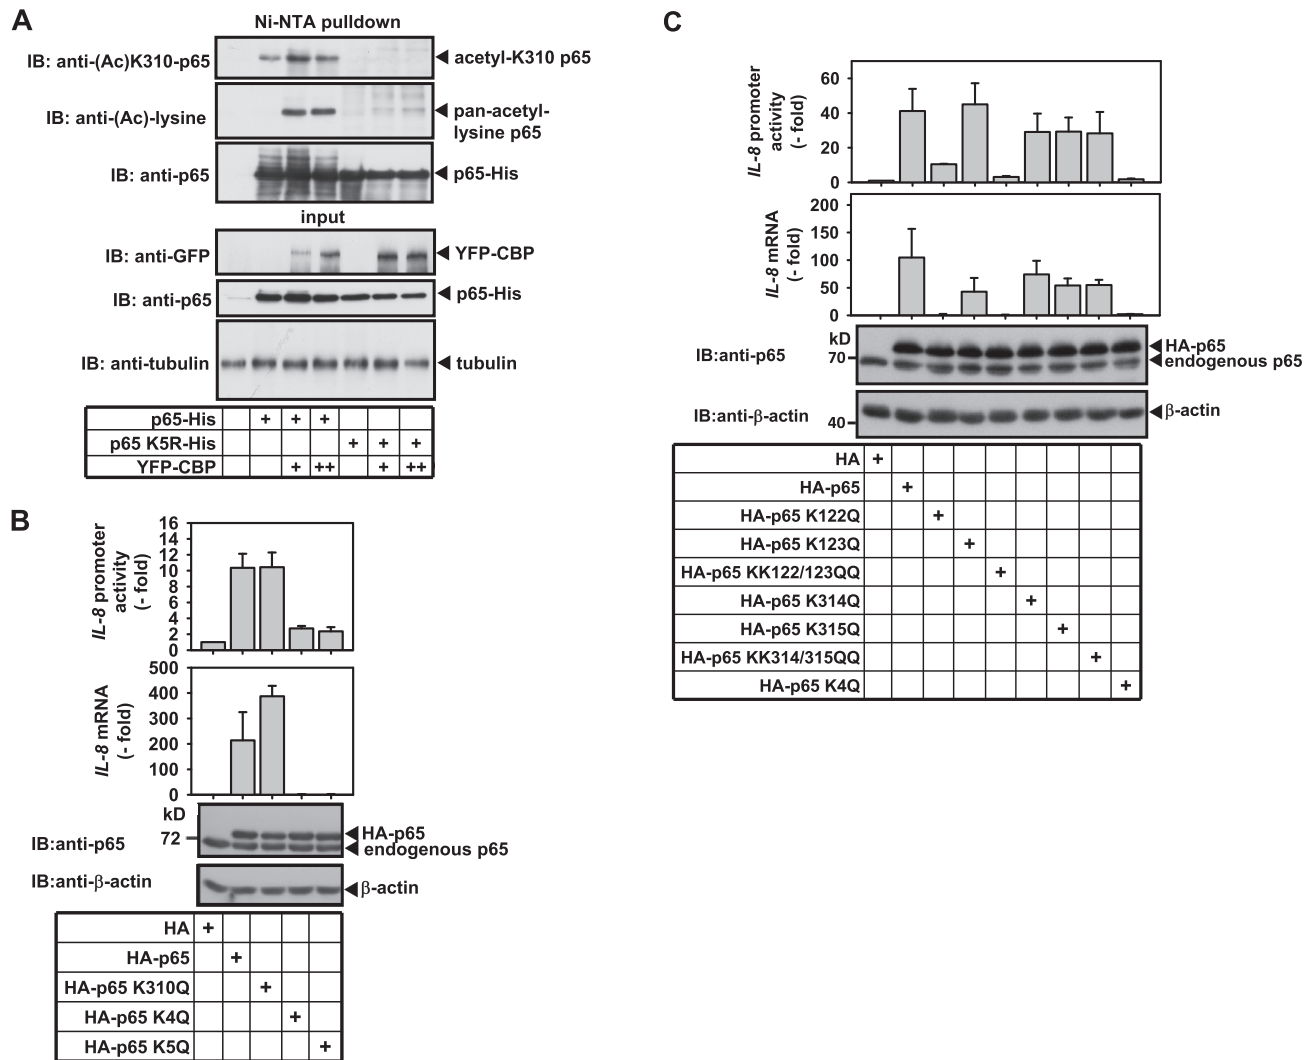 A
Ni-NTA pulldown
IB: anti-(Ac)K310-p65
acetyl-K310 p65
IB: anti-(Ac)-lysine
pan-acetyl-
lysine p65
IB: anti-p65
p65-His
input
IB: anti-GFP
YFP-CBP
IB: anti-p65
p65-His
IB: anti-tubulin
tubulin
p65-His + + +
p65 K5R-His + + +
YFP-CBP + ++ + ++
B
IL-8 promoter
activity
(- fold)
16
14
12
10
8
6
4
2
0
IL-8 mRNA
(- fold)
500
400
300
200
100
0
kD
72
IB:anti-p65
HA-p65
endogenous p65
IB:anti-β-actin
β-actin
HA +
HA-p65 +
HA-p65 K310Q +
HA-p65 K4Q +
HA-p65 K5Q +
C
IL-8 promoter
activity
(- fold)
60
40
20
0
IL-8 mRNA
(- fold)
200
150
100
50
0
kD
70
IB:anti-p65
HA-p65
endogenous p65
IB:anti-β-actin
40
β-actin
HA +
HA-p65 +
HA-p65 K122Q +
HA-p65 K123Q +
HA-p65 KK122/123QQ +
HA-p65 K314Q +
HA-p65 K315Q +
HA-p65 KK314/315QQ +
HA-p65 K4Q +